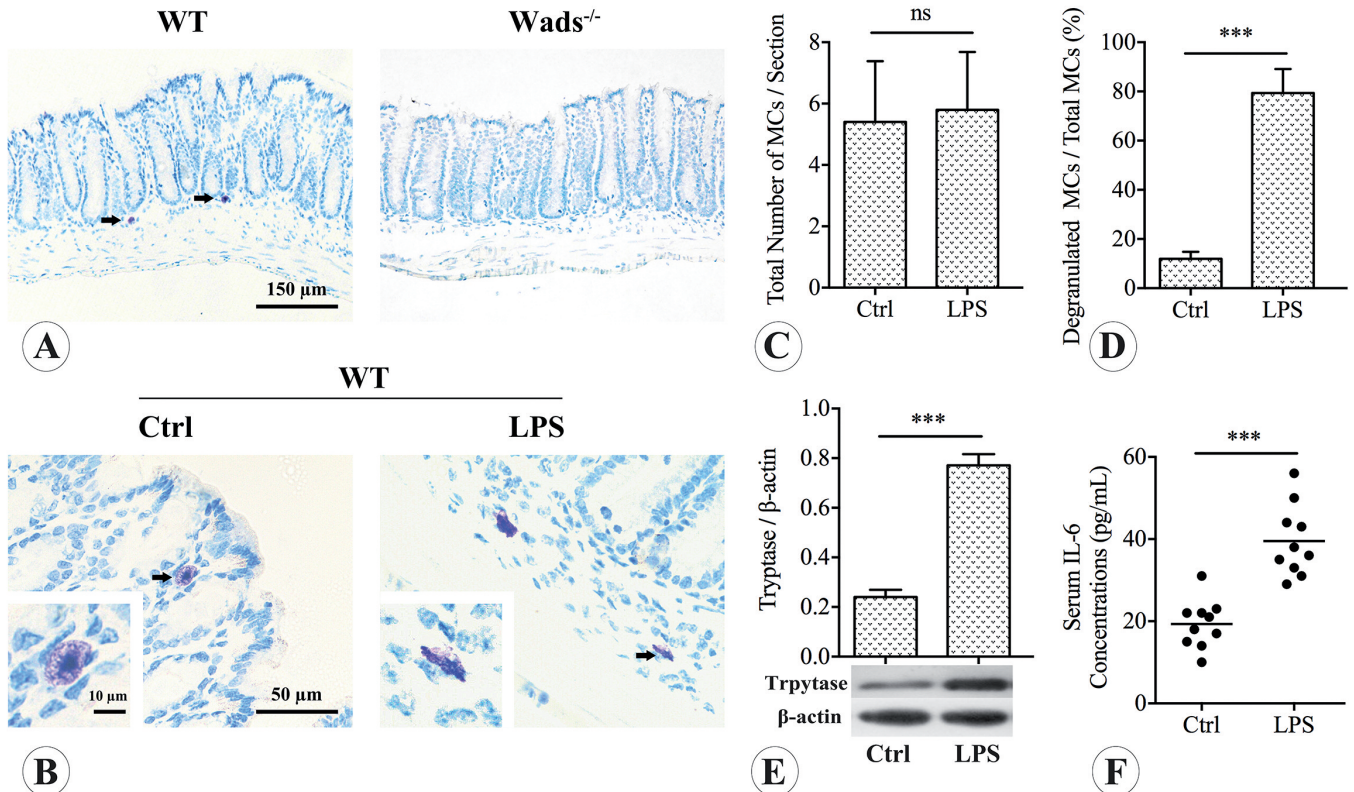 WT
Wads-/-
150 µm
A
WT
Ctrl
LPS
10 µm
50 µm
B
ns
Total Number of MCs / Section
8
6
4
2
0
Ctrl
LPS
C
***
Degranulated MCs / Total MCs (%)
100
80
60
40
20
0
Ctrl
LPS
D
***
Tryptase / β-actin
1.0
0.8
0.6
0.4
0.2
0.0
Trpytase
β-actin
Ctrl
LPS
E
***
Serum IL-6
Concentrations (pg/mL)
60
40
20
0
Ctrl
LPS
F